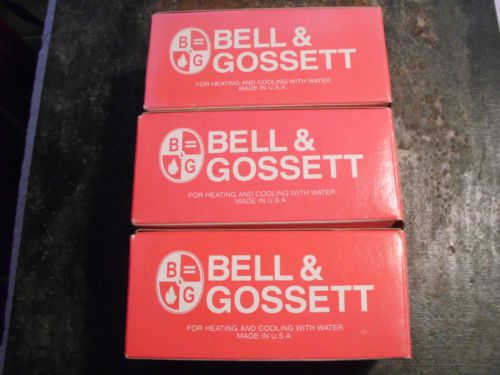 B =
G
BELL &
GOSSETT
FOR HEATING AND COOLING WITH WATER
MADE IN U.S.A
B =
G
BELL &
GOSSETT
FOR HEATING AND COOLING WITH WATER
MADE IN U.S.A
B =
G
BELL &
GOSSETT
FOR HEATING AND COOLING WITH WATER
MADE IN U.S.A